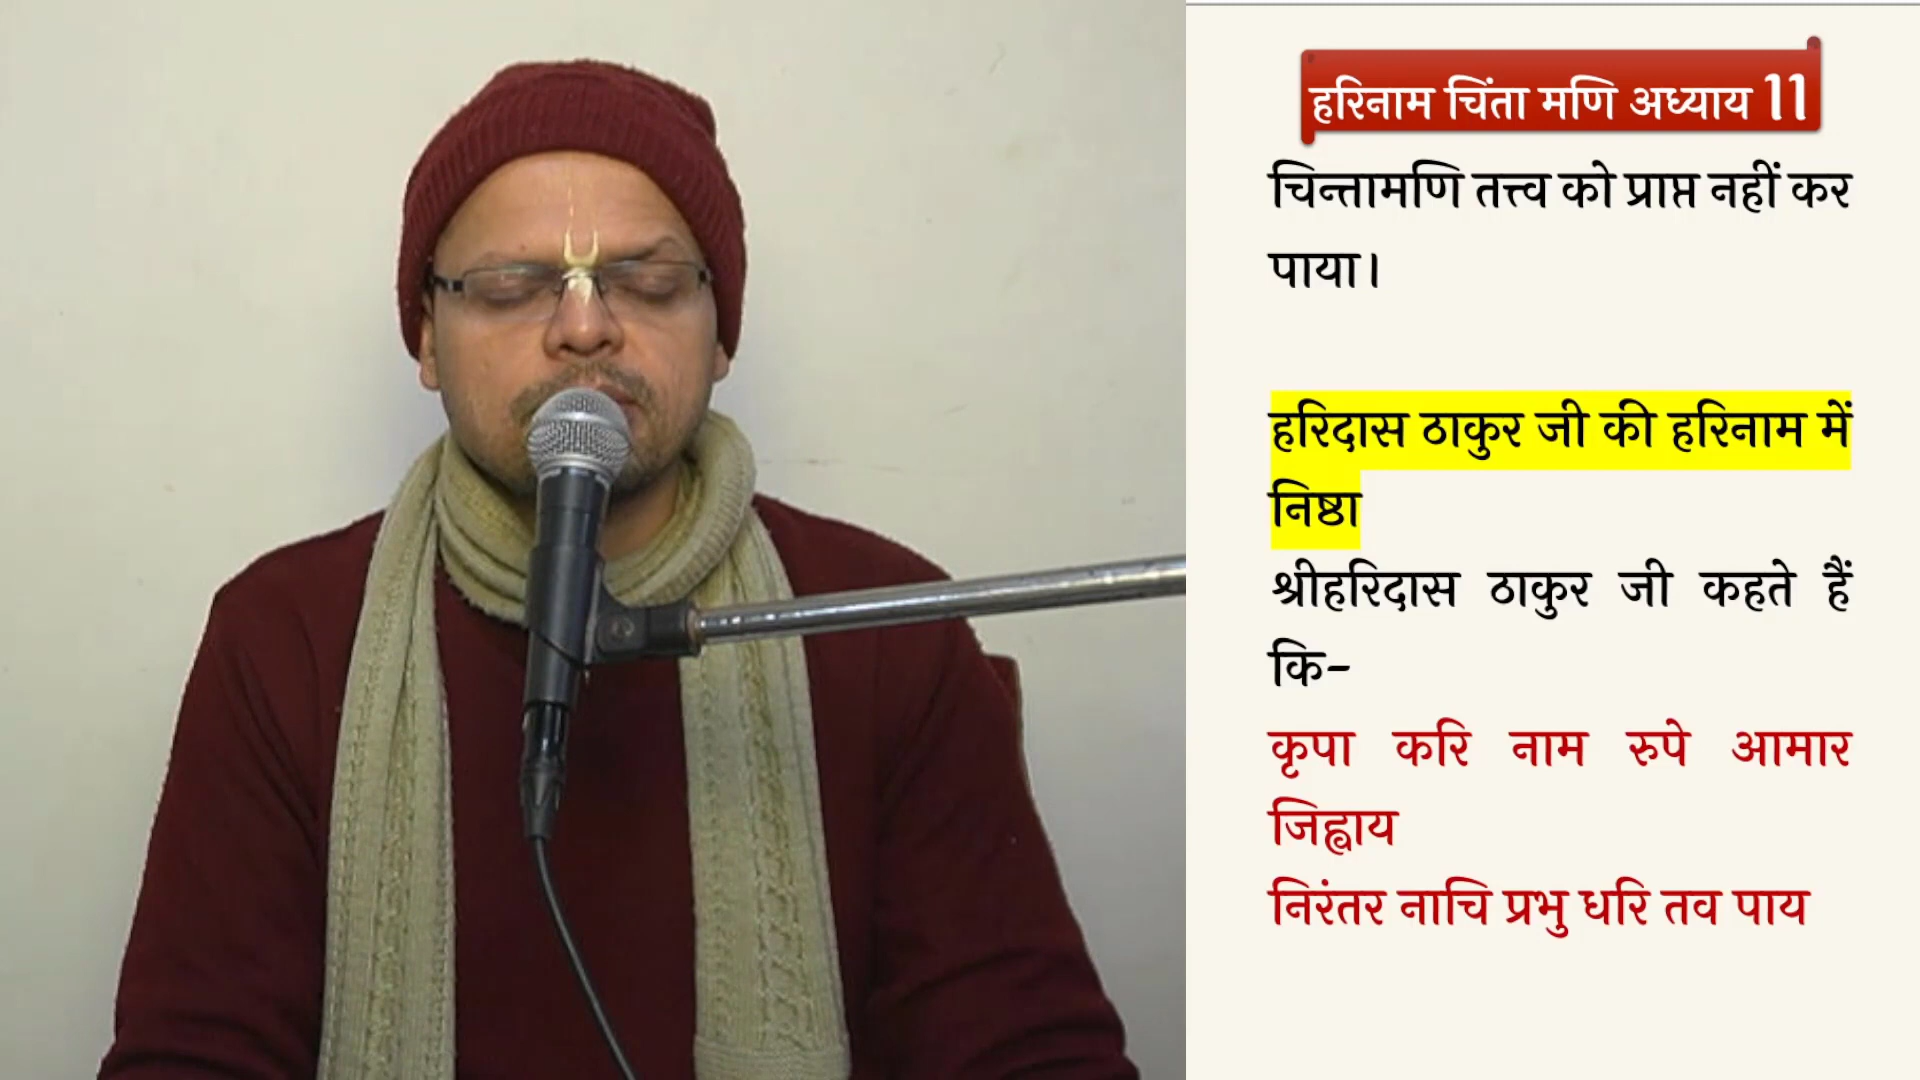 हरिनाम चिंता मणि अध्याय 11
चिन्तामणि तत्त्व को प्राप्त नहीं कर
पाया।
हरिदास ठाकुर जी की हरिनाम में
निष्ठा
श्रीहरिदास ठाकुर जी कहते हैं
कि-
कृपा करि नाम रुपे आमार
जिह्वाय
निरंतर नाचि प्रभु धरि तव पाय